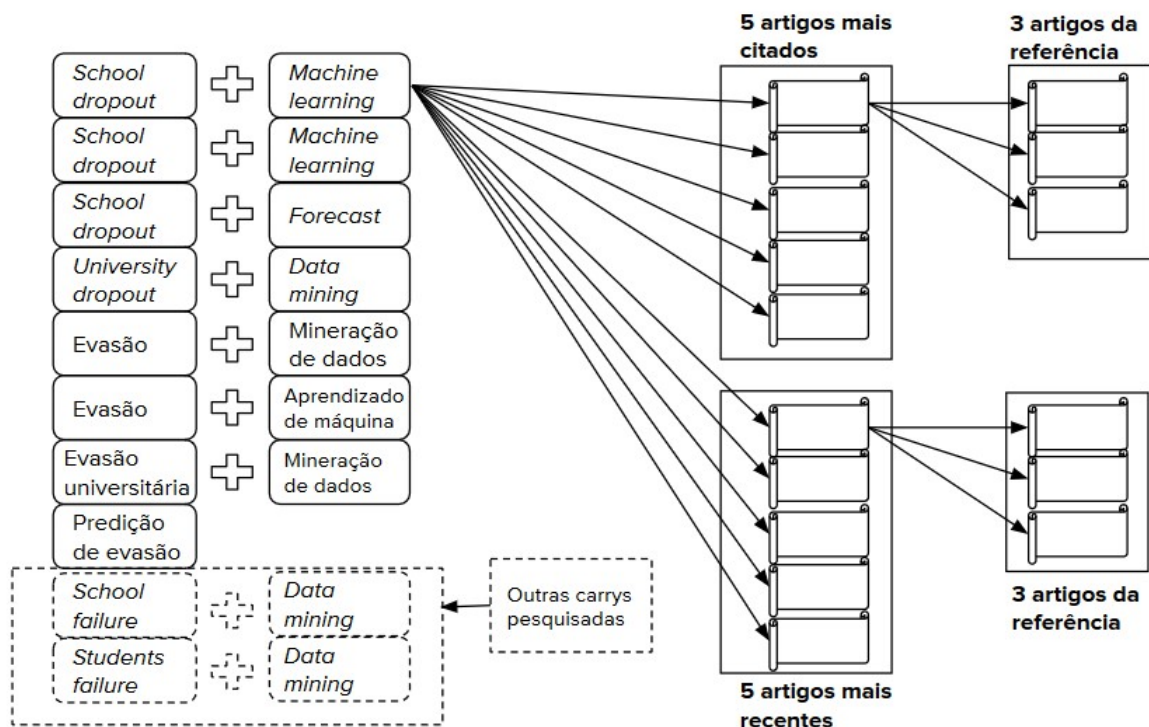 5 artigos mais
citados
3 artigos da
referência
School
dropout
Machine
learning
School
dropout
Machine
learning
School
dropout
Forecast
University
dropout
Data
mining
Evasão
Mineração
de dados
Evasão
Aprendizado
de máquina
Evasão
universitária
Mineração
de dados
Predição
de evasão
School
failure
Data
mining
Students
failure
Data
mining
Outras carrys
pesquisadas
3 artigos da
referência
5 artigos mais
recentes